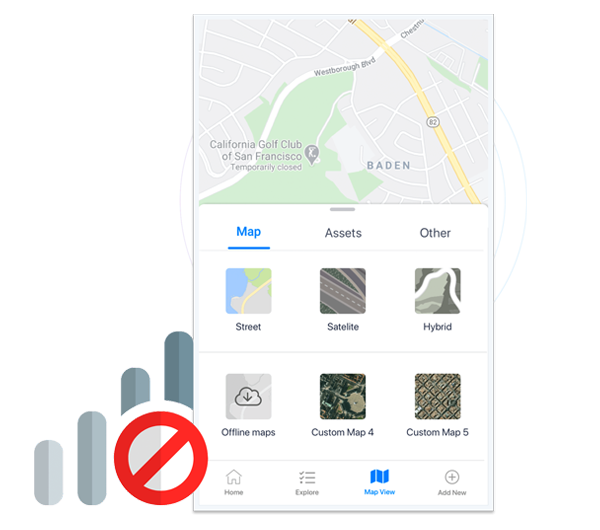 Chestn
Westborough Blvd
82
California Golf Club
of San Francisco
Temporarily closed
BADEN
Map
Assets
Other
Street
Satelite
Hybrid
Offline maps
Custom Map 4
Custom Map 5
Home
Explore
Map View
Add New